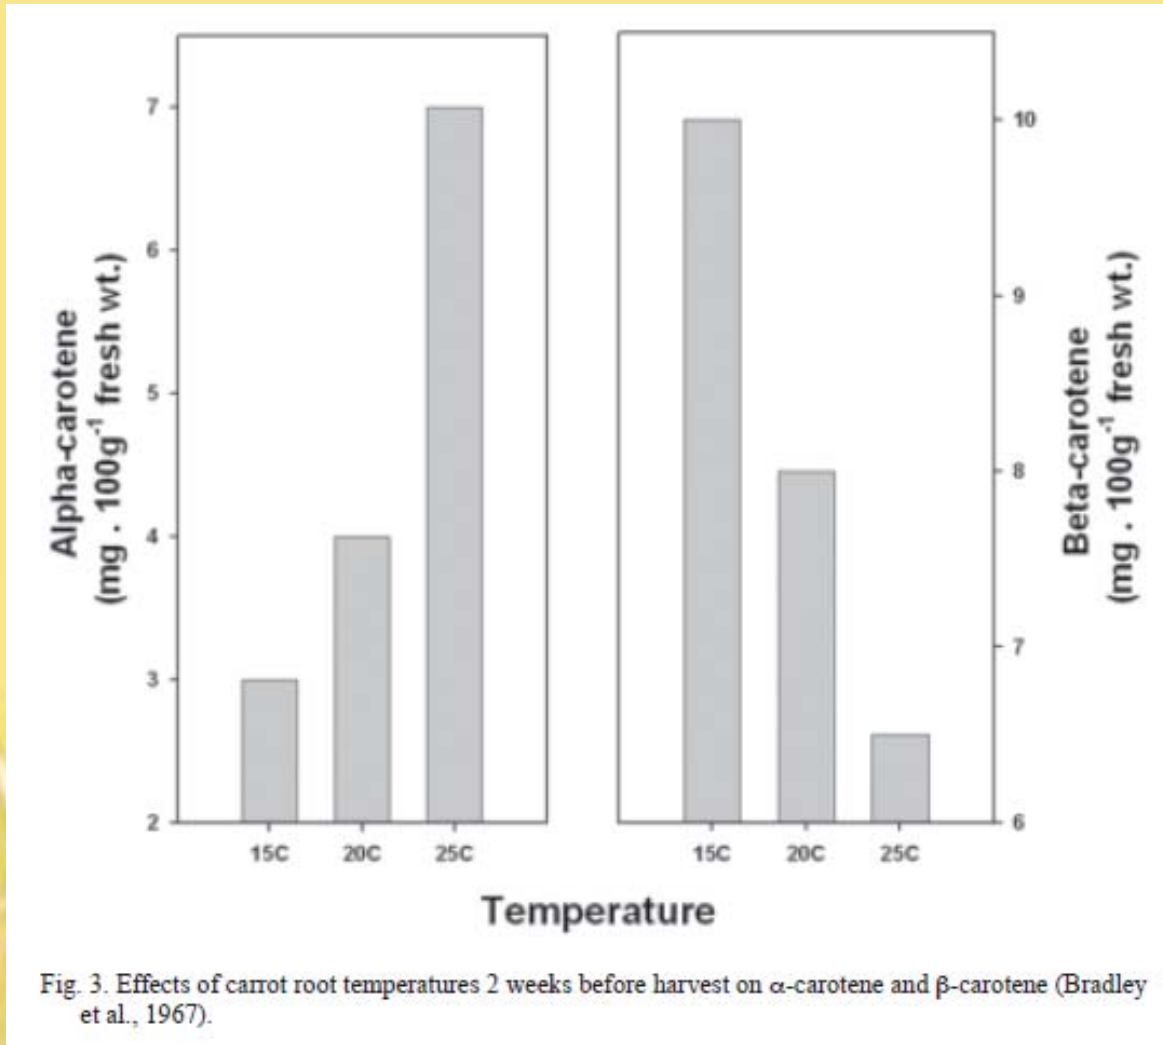 7
6
5
4
3
2
Alpha-carotene
(mg . 100g⁻¹ fresh wt.)
15C 20C 25C
10
9
8
7
6
Beta-carotene
(mg . 100g⁻¹ fresh wt.)
15C 20C 25C
Temperature
Fig. 3. Effects of carrot root temperatures 2 weeks before harvest on α-carotene and β-carotene (Bradley
et al., 1967).